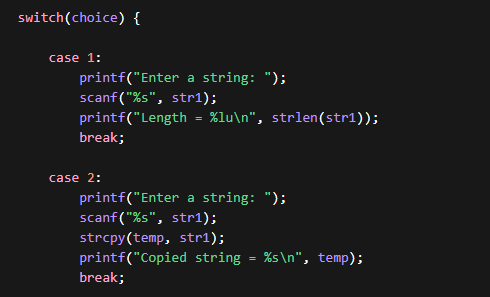 switch(choice) {
case 1:
printf("Enter a string: ");
scanf("%s", str1);
printf("Length = %lu\n", strlen(str1));
break;
case 2:
printf("Enter a string: ");
scanf("%s", str1);
strcpy(temp, str1);
printf("Copied string = %s\n", temp);
break;